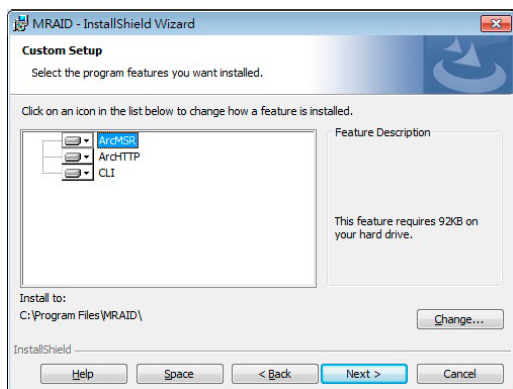 MRAID - InstallShield Wizard
Custom Setup
Select the program features you want installed.
Click on an icon in the list below to change how a feature is installed.
ArcMSR
ArcHTTP
CLI
Feature Description
This feature requires 92KB on
your hard drive.
Install to:
C:\Program Files\MRAID\
Change...
InstallShield
Help
Space
< Back
Next >
Cancel